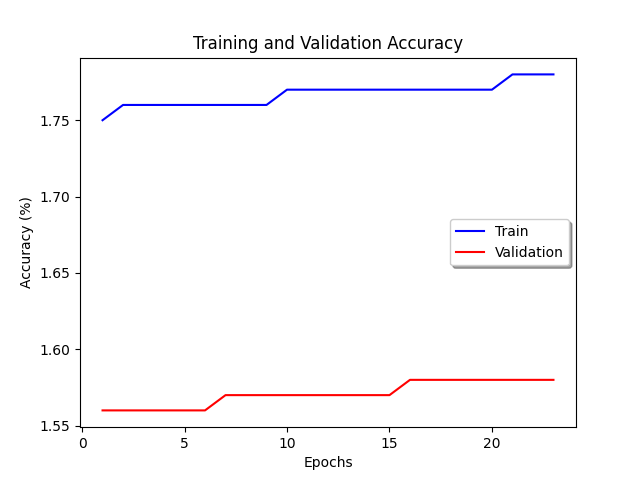 Training and Validation Accuracy
Accuracy (%)
1.75
1.70
1.65
1.60
1.55
Train
Validation
0 5 10 15 20
Epochs